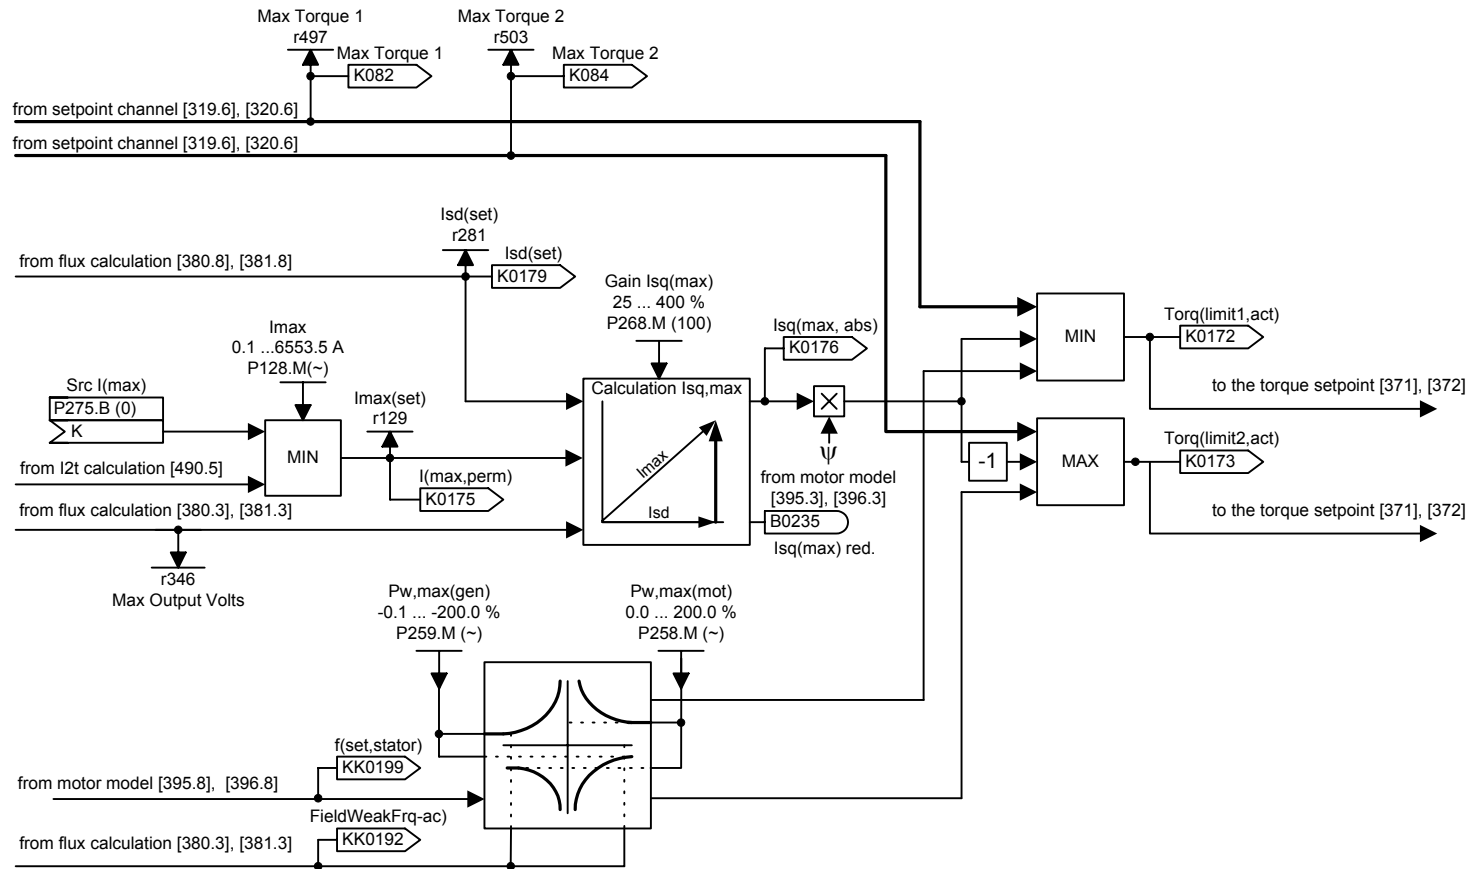 Max Torque 1
r497
Max Torque 1
K082
Max Torque 2
r503
Max Torque 2
K084
from setpoint channel [319.6], [320.6]
from setpoint channel [319.6], [320.6]
Isd(set)
r281
Isd(set)
K0179
from flux calculation [380.8], [381.8]
Gain Isq(max)
25 ... 400 %
P268.M (100)
Imax
0.1 ...6553.5 A
P128.M(~)
Src I(max)
P275.B (0)
K
Imax(set)
r129
MIN
from I2t calculation [490.5]
I(max,perm)
K0175
from flux calculation [380.3], [381.3]
r346
Max Output Volts
Calculation Isq,max
Imax
Isd
Isq(max, abs)
K0176
×
ψ
from motor model
[395.3], [396.3]
B0235
Isq(max) red.
-1
MIN
Torq(limit1,act)
K0172
to the torque setpoint [371], [372]
MAX
Torq(limit2,act)
K0173
to the torque setpoint [371], [372]
Pw,max(gen)
-0.1 ... -200.0 %
P259.M (~)
Pw,max(mot)
0.0 ... 200.0 %
P258.M (~)
f(set,stator)
KK0199
from motor model [395.8],  [396.8]
FieldWeakFrq-ac)
KK0192
from flux calculation [380.3], [381.3]